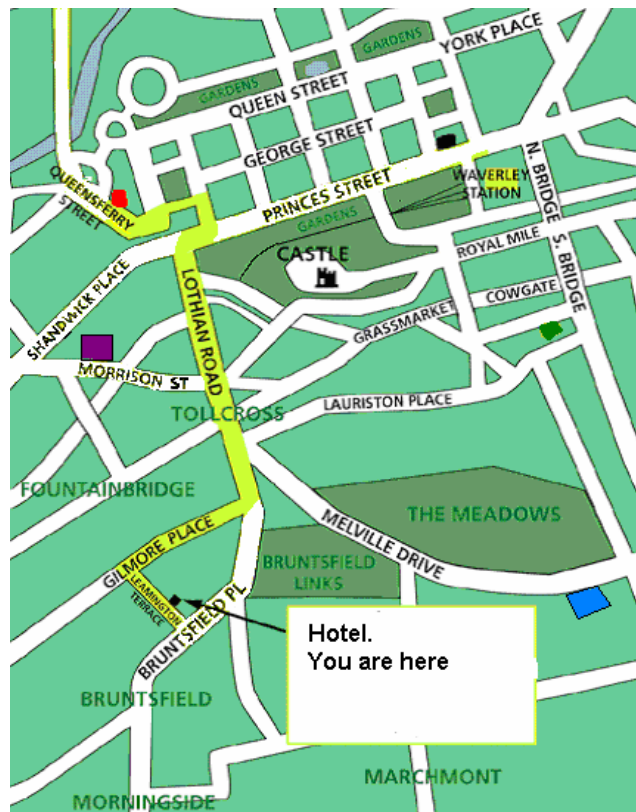 GARDENS
YORK PLACE
GARDENS
QUEEN STREET
GEORGE STREET
QUEENSFERRY
STREET
PRINCES STREET
WAVERLEY
STATION
N. BRIDGE
S. BRIDGE
GARDENS
CASTLE
ROYAL MILE
SHANDWICK PLACE
LOTHIAN ROAD
COWGATE
GRASSMARKET
MORRISON ST
TOLLCROSS
LAURISTON PLACE
FOUNTAINBRIDGE
THE MEADOWS
MELVILLE DRIVE
GILMORE PLACE
BRUNTSFIELD
LINKS
LEAMINGTON
TERRACE
BRUNTSFIELD PL
Hotel.
You are here
BRUNTSFIELD
MARCHMONT
MORNINGSIDE